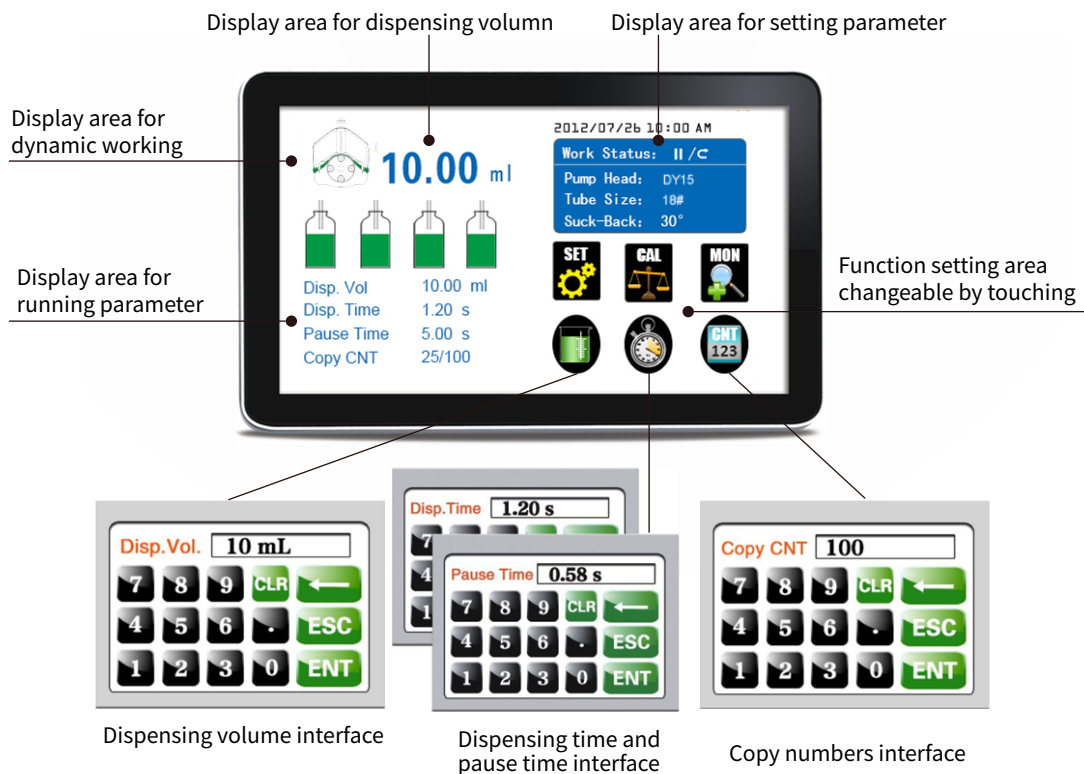 Display area for dispensing volumn
Display area for setting parameter
Display area for
dynamic working
2012/07/26 10:00 AM
10.00 ml
Work Status: II /
Pump Head: DY15
Tube Size: 18#
Suck-Back: 30°
SET
CAL
MON
Display area for
running parameter
Function setting area
changeable by touching
Disp. Vol 10.00 ml
Disp. Time 1.20 s
Pause Time 5.00 s
Copy CNT 25/100
CNT
123
Disp.Vol. 10 mL
7 8 9 CLR
4 5 6 . ESC
1 2 3 0 ENT
Disp.Time 1.20 s
7
4
1
Pause Time 0.58 s
7 8 9 CLR
4 5 6 . ESC
1 2 3 0 ENT
Copy CNT 100
7 8 9 CLR
4 5 6 . ESC
1 2 3 0 ENT
Dispensing volume interface
Dispensing time and
pause time interface
Copy numbers interface